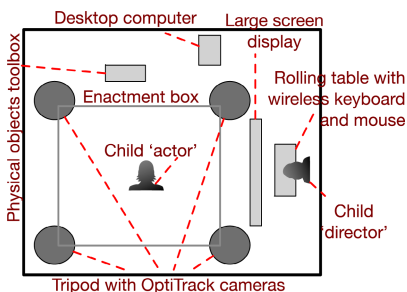 Desktop computer
Large screen
display
Physical objects toolbox
Rolling table with
wireless keyboard
and mouse
Enactment box
Child ‘actor’
Child
‘director’
Tripod with OptiTrack cameras